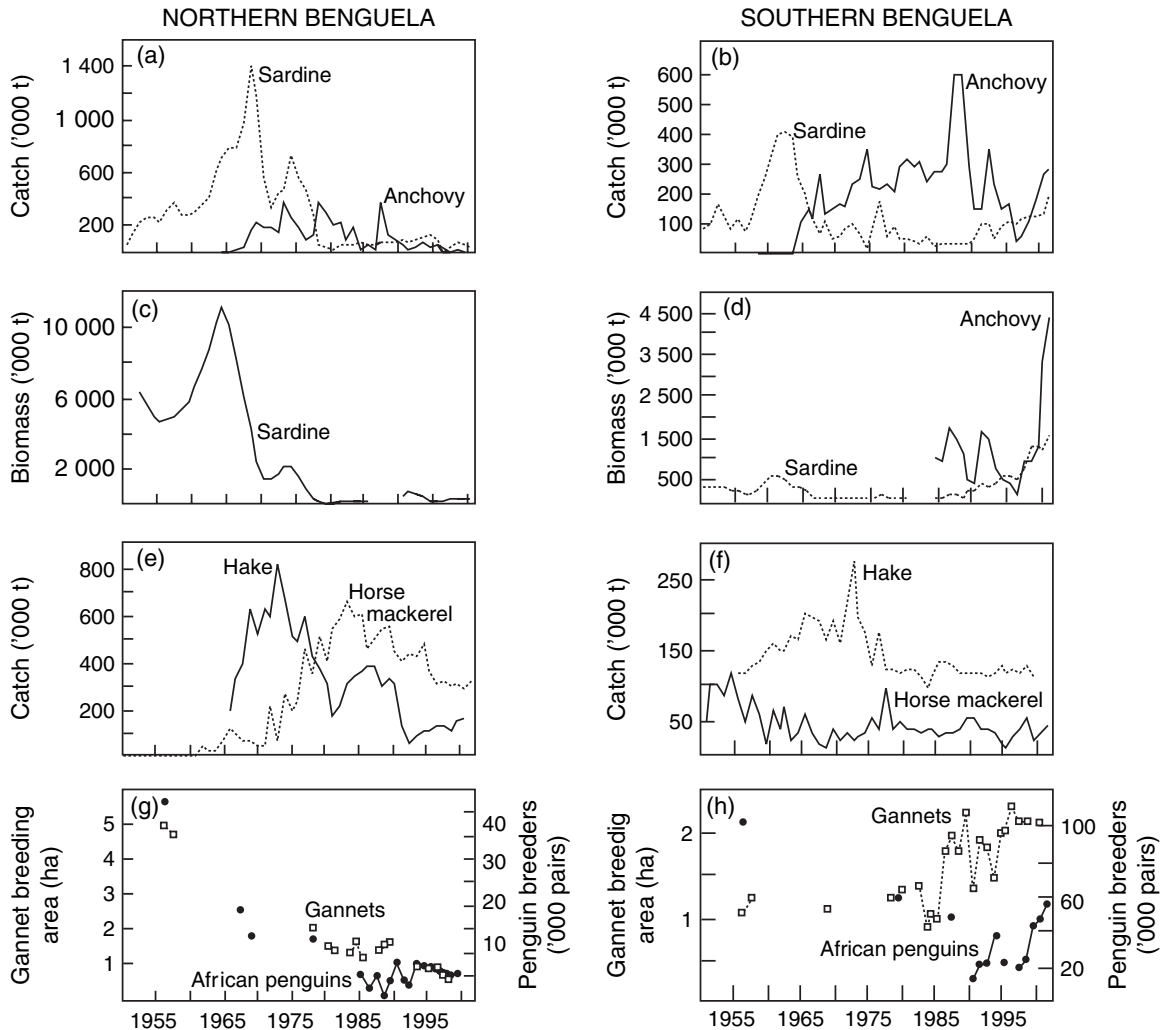 NORTHERN BENGUELA
SOUTHERN BENGUELA
(a)
Catch ('000 t)
1 400
1 000
600
200
Sardine
Anchovy
(b)
Catch ('000 t)
600
500
400
300
200
100
Sardine
Anchovy
(c)
Biomass ('000 t)
10 000
6 000
2 000
Sardine
(d)
Biomass ('000 t)
4 500
3 500
2 500
1 500
500
Anchovy
Sardine
(e)
Catch ('000 t)
800
600
400
200
Hake
Horse
mackerel
(f)
Catch ('000 t)
250
150
50
Hake
Horse mackerel
(g)
Gannet breeding
area (ha)
5
4
3
2
1
Gannets
African penguins
40
30
20
10
Penguin breeders
('000 pairs)
1955
1965
1975
1985
1995
(h)
Gannet breedig
area (ha)
2
1
Gannets
African penguins
100
60
20
Penguin breeders
('000 pairs)
1955
1965
1975
1985
1995